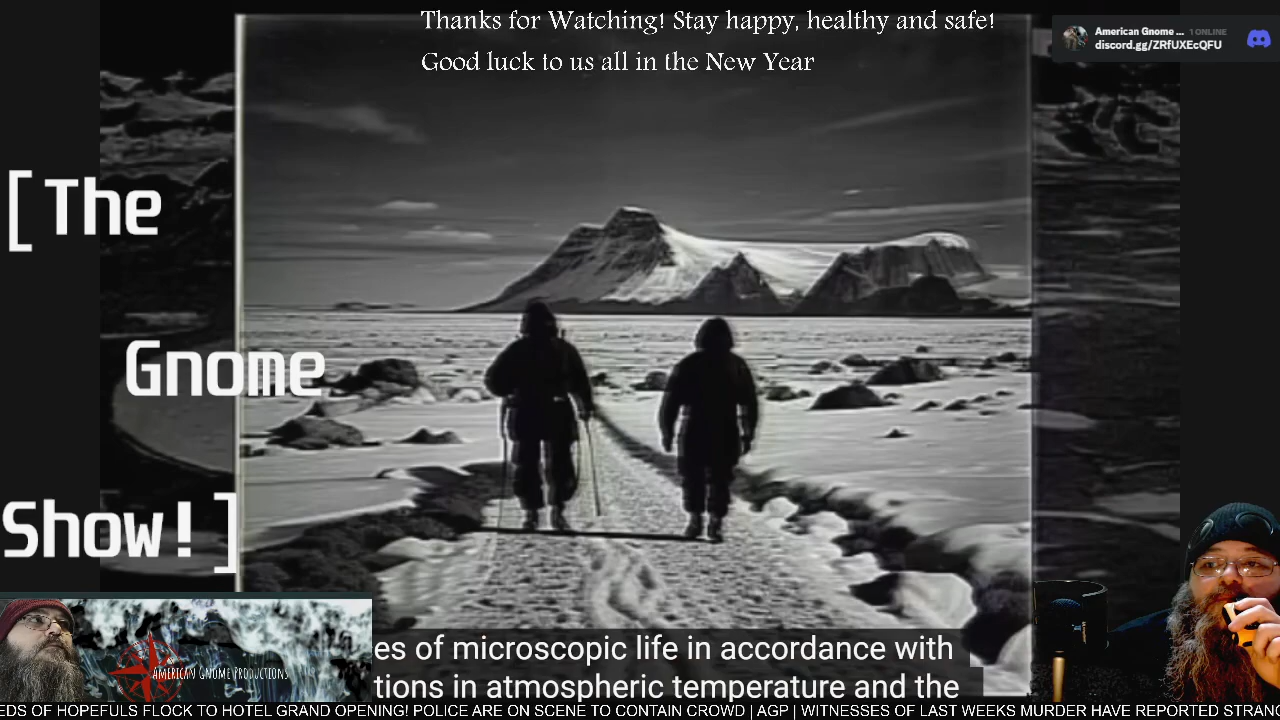 Thanks for Watching! Stay happy, healthy and safe!
Good luck to us all in the New Year
American Gnome ... 1 ONLINE
discord.gg/ZRfUXEcQFU
[The
Gnome
Show!]
AMERICAN GNOME PRODUCTIONS
es of microscopic life in accordance with
tions in atmospheric temperature and the
EDS OF HOPEFULS FLOCK TO HOTEL GRAND OPENING! POLICE ARE ON SCENE TO CONTAIN CROWD | AGP | WITNESSES OF LAST WEEKS MURDER HAVE REPORTED STRANG